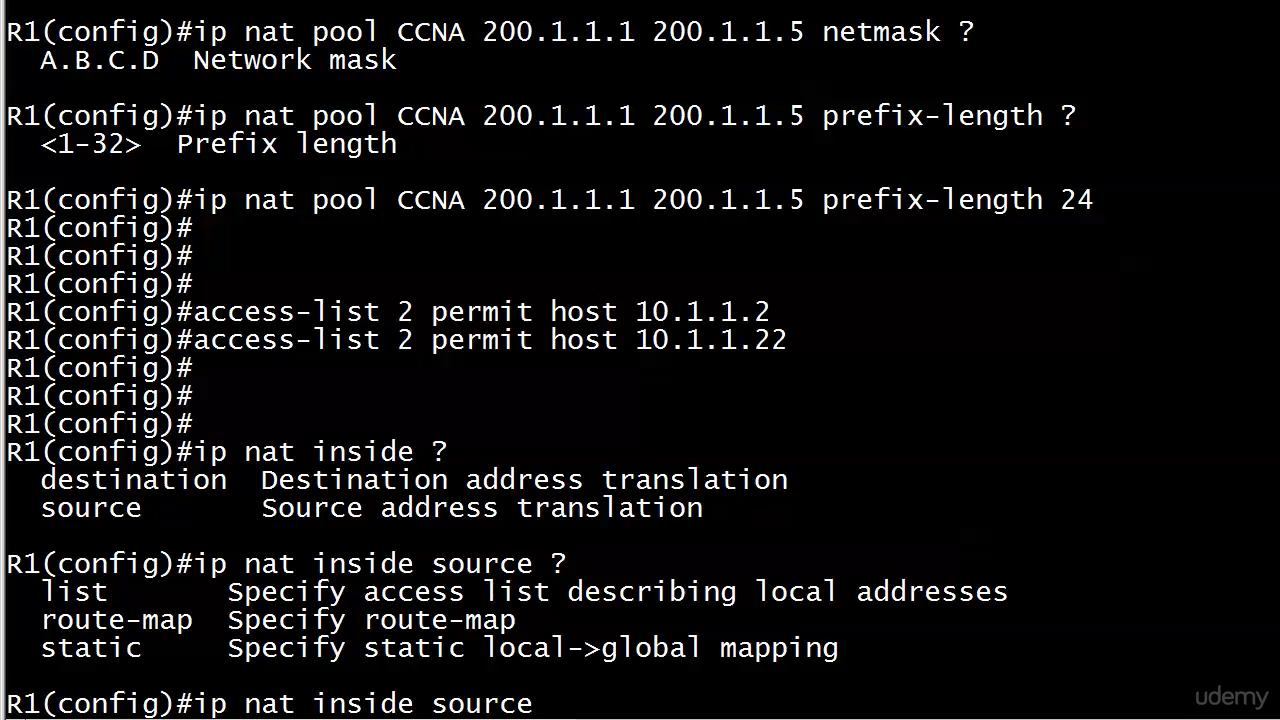 R1(config)#ip nat pool CCNA 200.1.1.1 200.1.1.5 netmask ?
A.B.C.D  Network mask
R1(config)#ip nat pool CCNA 200.1.1.1 200.1.1.5 prefix-length ?
<1-32>  Prefix length
R1(config)#ip nat pool CCNA 200.1.1.1 200.1.1.5 prefix-length 24
R1(config)#
R1(config)#
R1(config)#
R1(config)#access-list 2 permit host 10.1.1.2
R1(config)#access-list 2 permit host 10.1.1.22
R1(config)#
R1(config)#
R1(config)#
R1(config)#ip nat inside ?
destination  Destination address translation
source       Source address translation
R1(config)#ip nat inside source ?
list       Specify access list describing local addresses
route-map  Specify route-map
static     Specify static local->global mapping
R1(config)#ip nat inside source
udemy